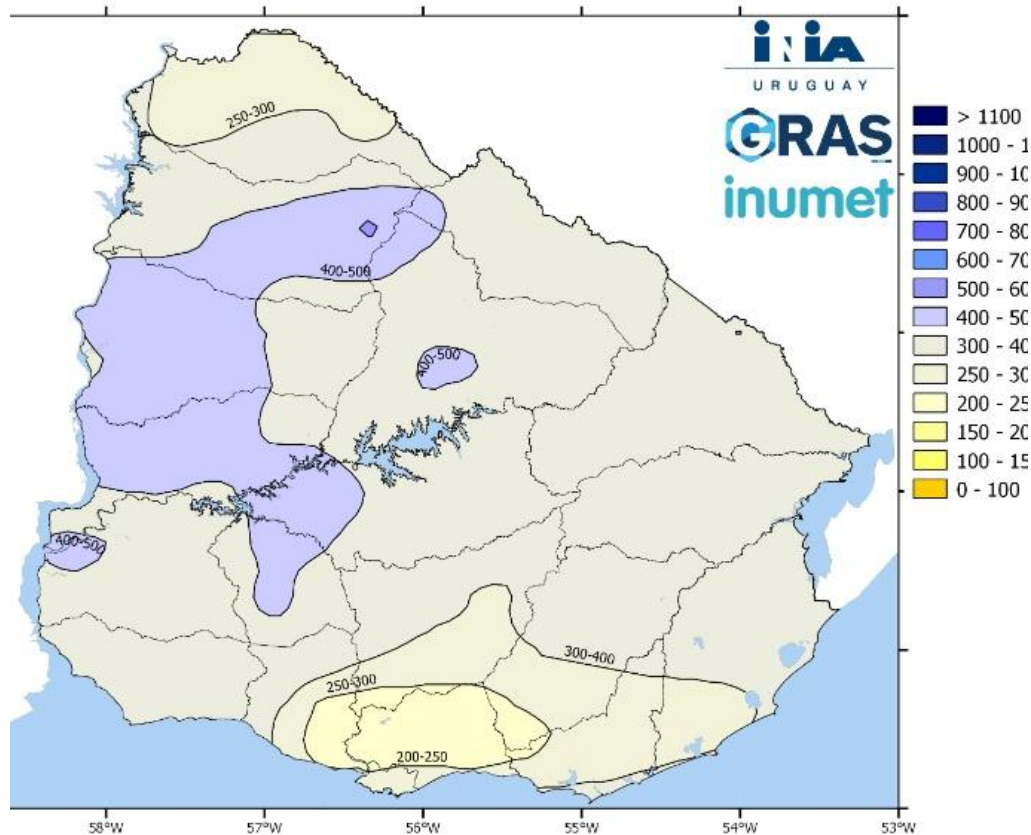 iNiA
URUGUAY
GRAS
inumet
> 1100
1000 - 1
900 - 10
800 - 90
700 - 80
600 - 70
500 - 60
400 - 50
300 - 40
250 - 30
200 - 25
150 - 20
100 - 15
0 - 100
250-300
400-500
400-500
400-500
300-400
250-300
200-250
58°W
57°W
56°W
55°W
54°W
53°W